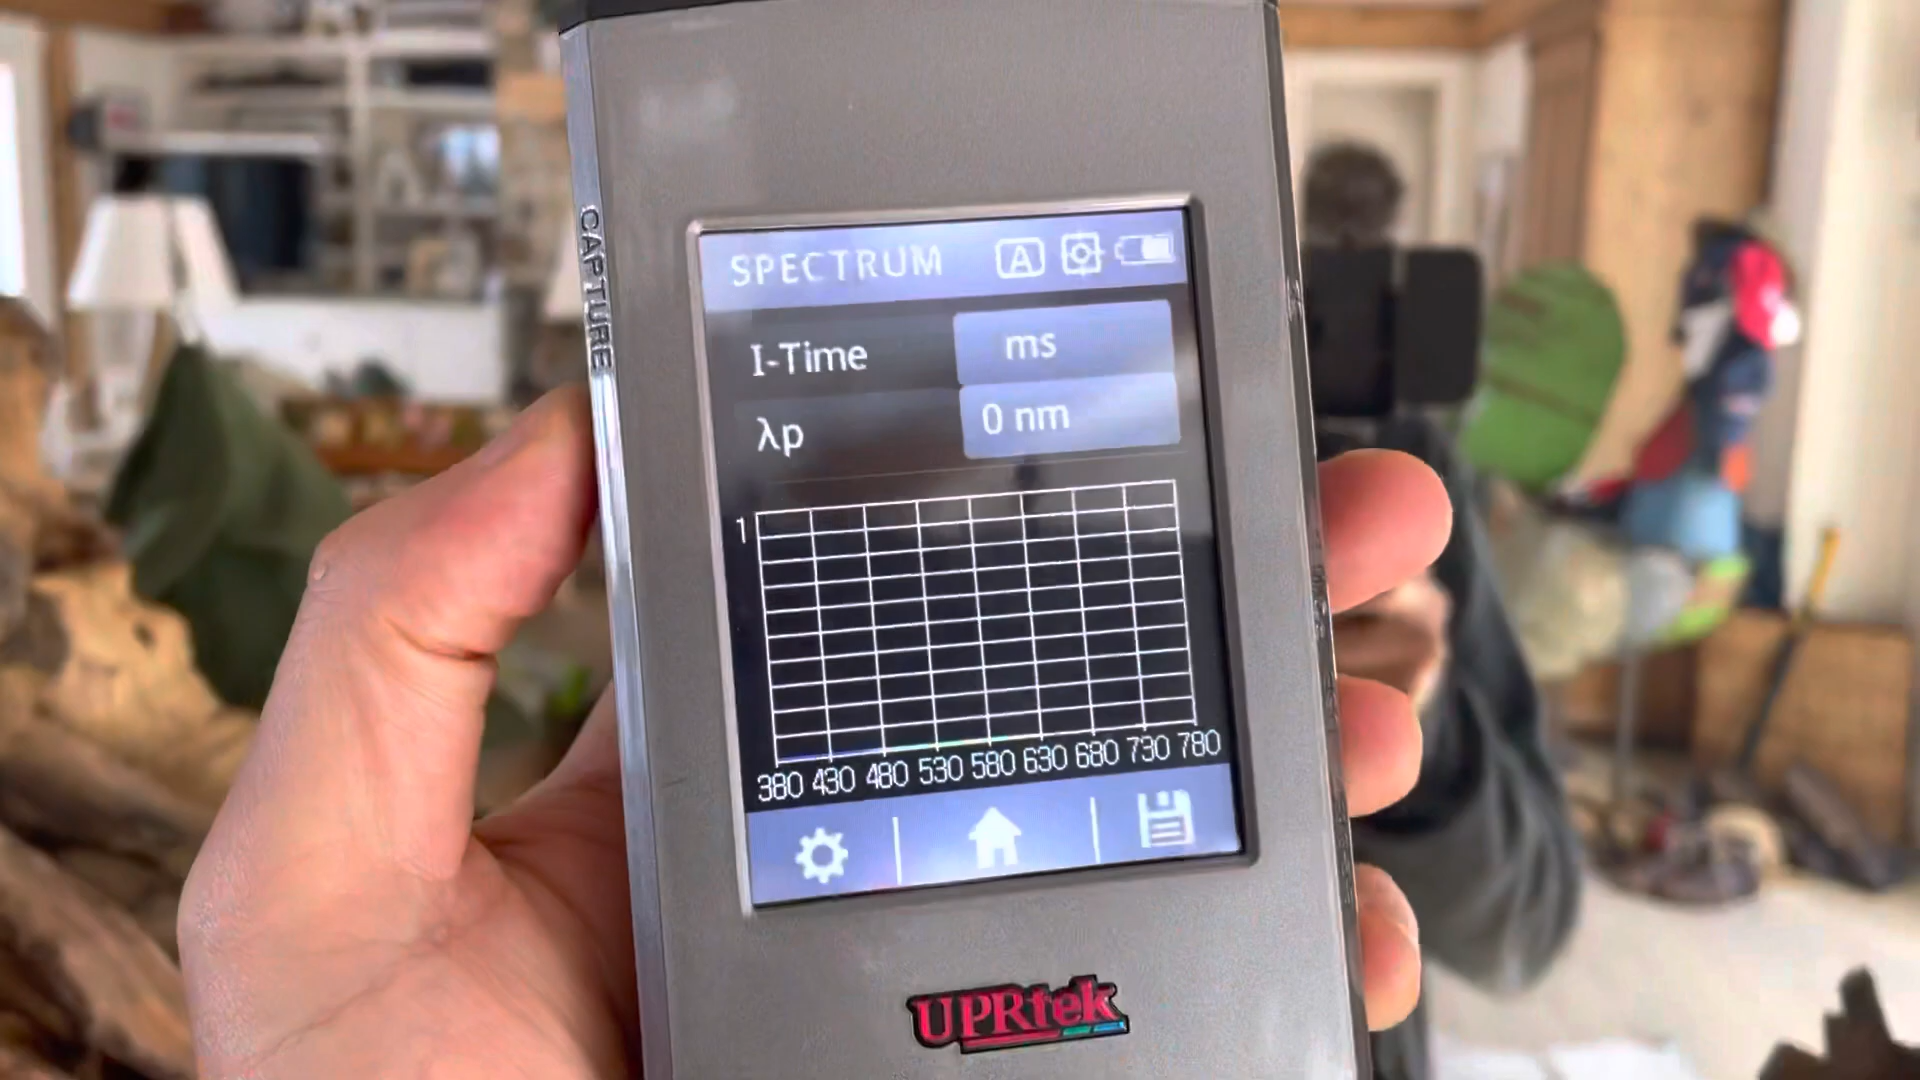 CAPTURE
SPECTRUM A
I-Time ms
λp 0 nm
1
380 430 480 530 580 630 680 730 780
UPRtek